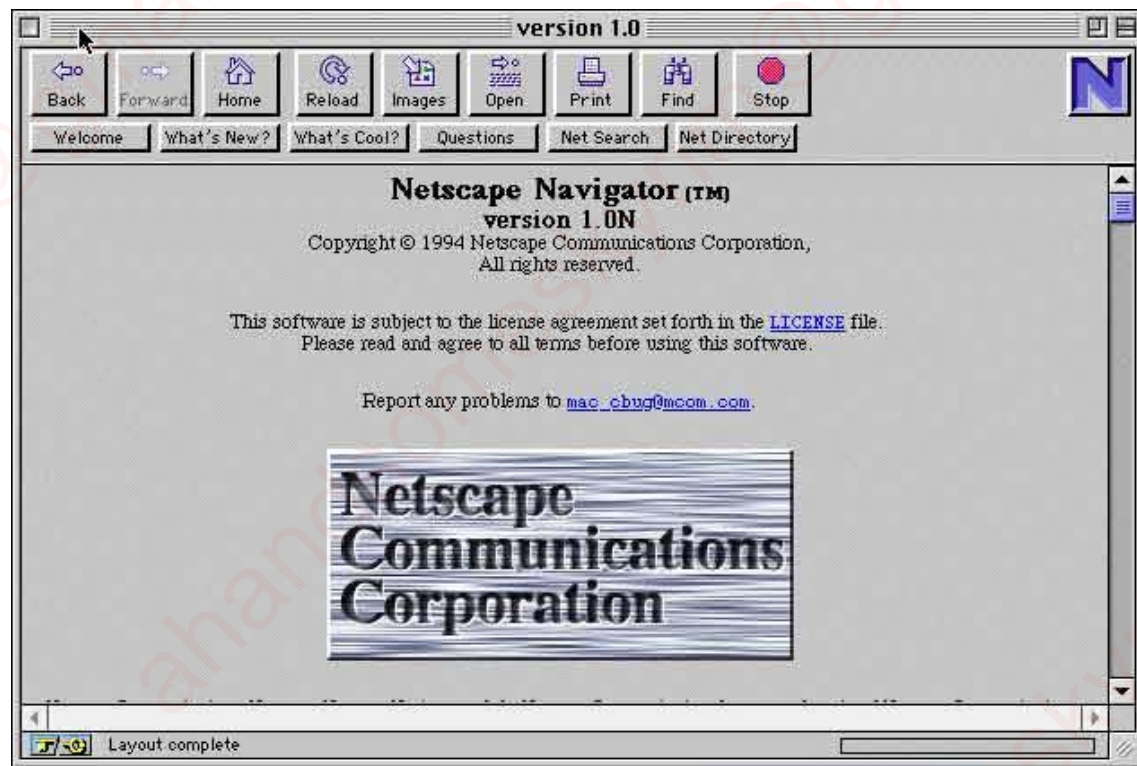 version 1.0
Back Forward Home Reload Images Open Print Find Stop
N
Welcome What's New? What's Cool? Questions Net Search Net Directory
Netscape Navigator (TM)
version 1.0N
Copyright © 1994 Netscape Communications Corporation,
All rights reserved.
This software is subject to the license agreement set forth in the LICENSE file.
Please read and agree to all terms before using this software.
Report any problems to mac_cbug@mcom.com.
Netscape
Communications
Corporation
Layout complete